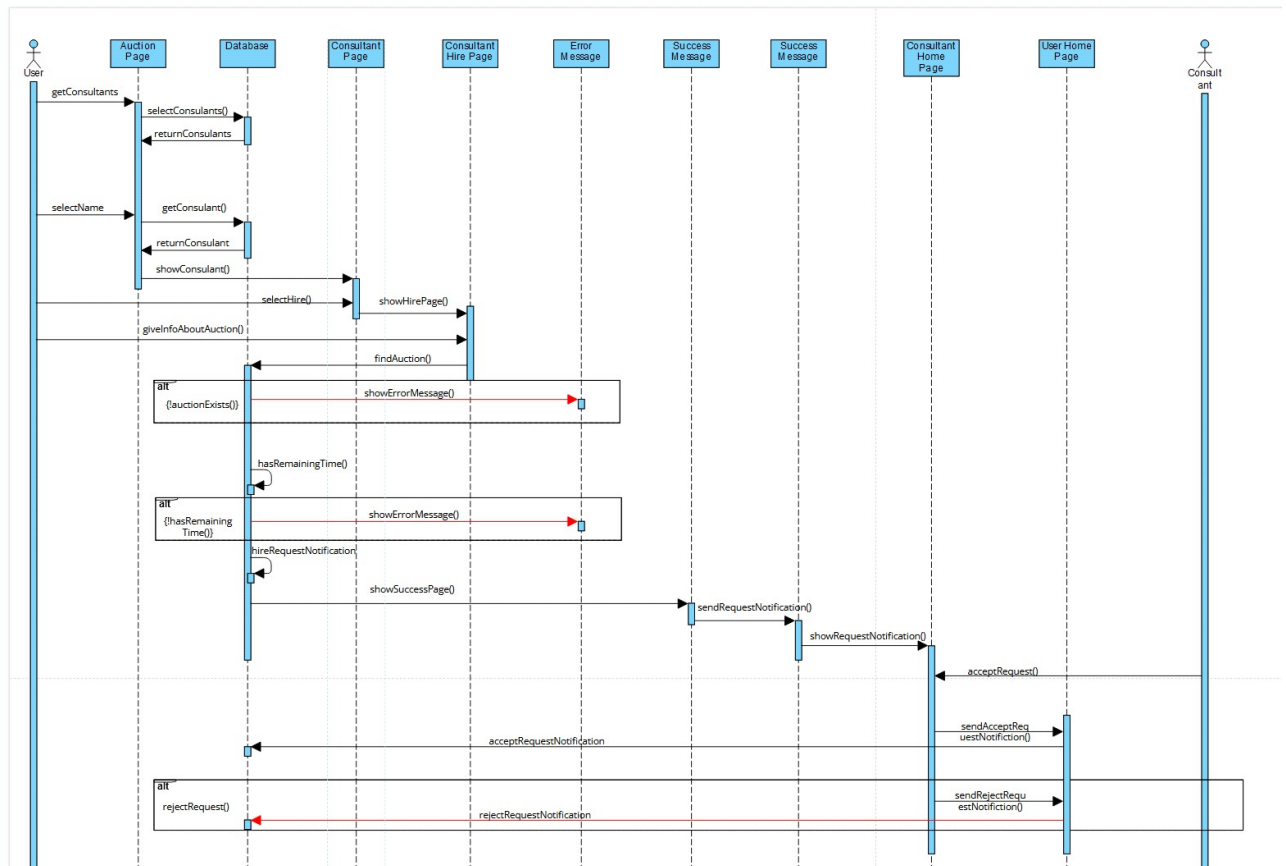 User
Auction
Page
Database
Consultant
Page
Consultant
Hire Page
Error
Message
Success
Message
Success
Message
Consultant
Home
Page
User Home
Page
Consult
ant
getConsultants
selectConsulants()
returnConsulants
selectName
getConsulant()
returnConsulant
showConsulant()
selectHire()
showHirePage()
giveInfoAboutAuction()
findAuction()
alt
{!auctionExists()}
showErrorMessage()
hasRemainingTime()
alt
{!hasRemaining
Time()}
showErrorMessage()
hireRequestNotification
showSuccessPage()
sendRequestNotification()
showRequestNotification()
acceptRequest()
sendAcceptReq
uestNotifiction()
acceptRequestNotification
alt
rejectRequest()
sendRejectRequ
estNotifiction()
rejectRequestNotification